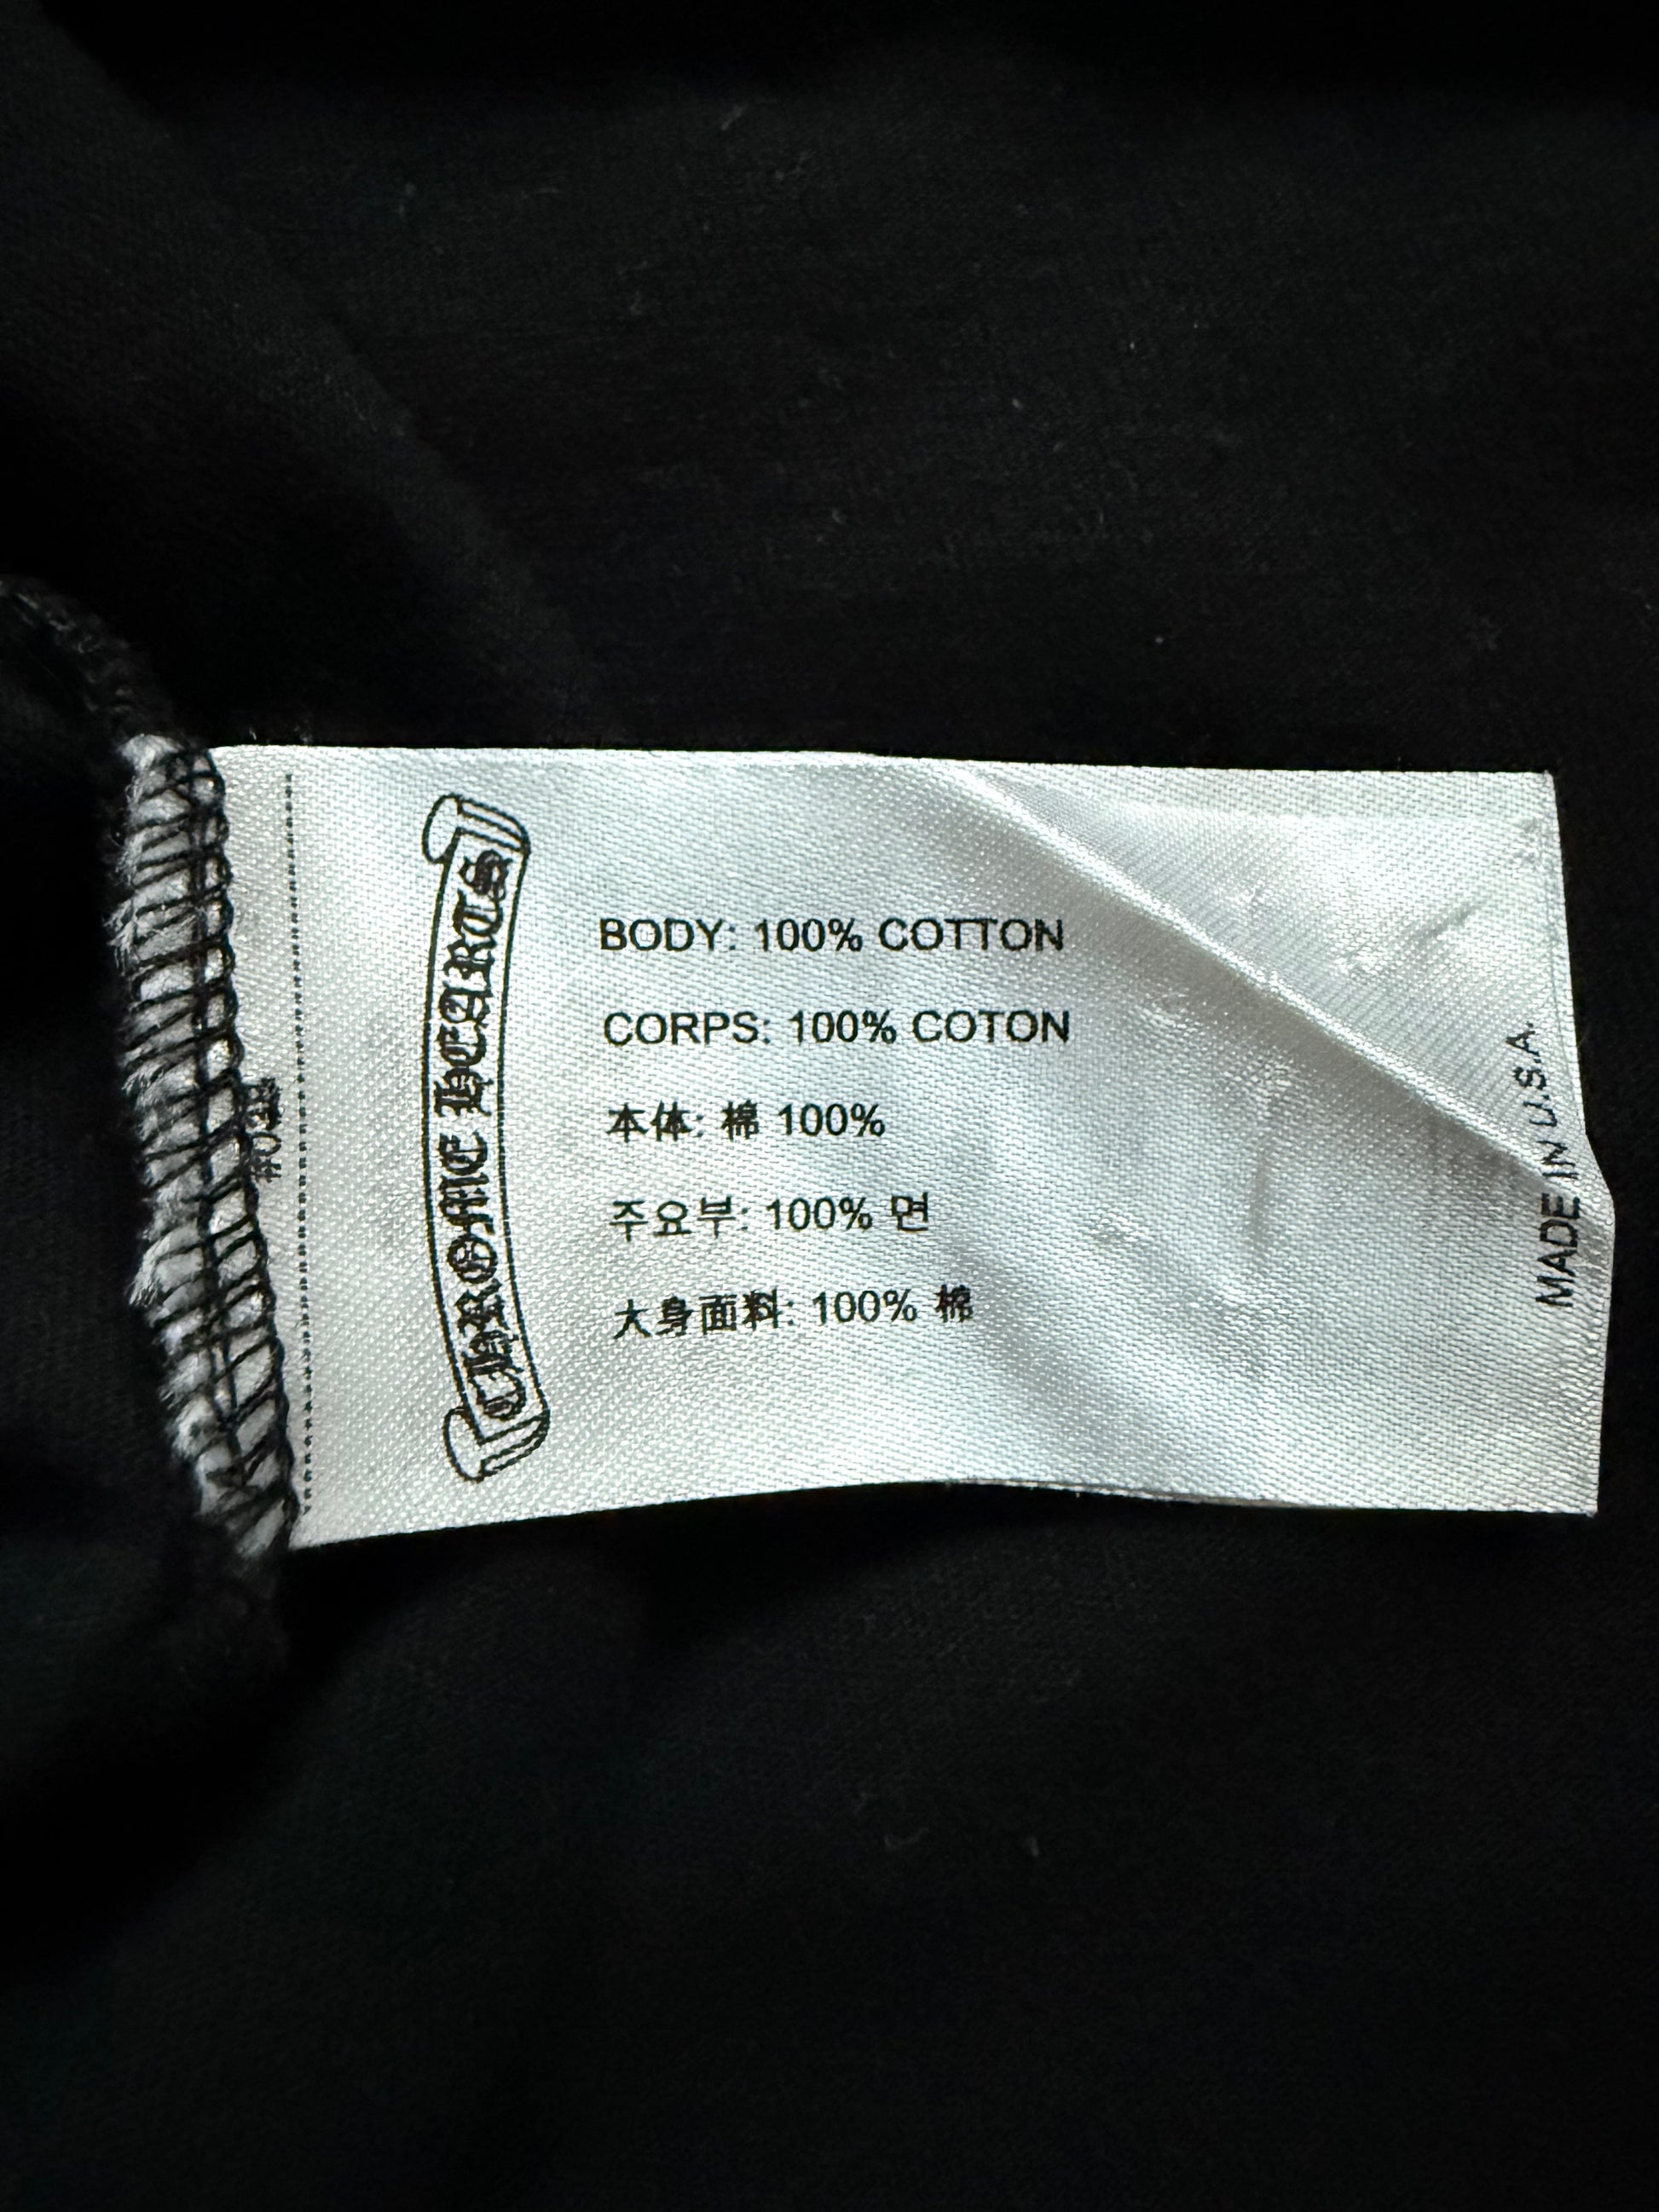 CHROME HEARTS
BODY: 100% COTTON
CORPS: 100% COTON
本体: 棉 100%
주요부: 100% 면
大身面料: 100% 棉
MADE IN U.S.A.